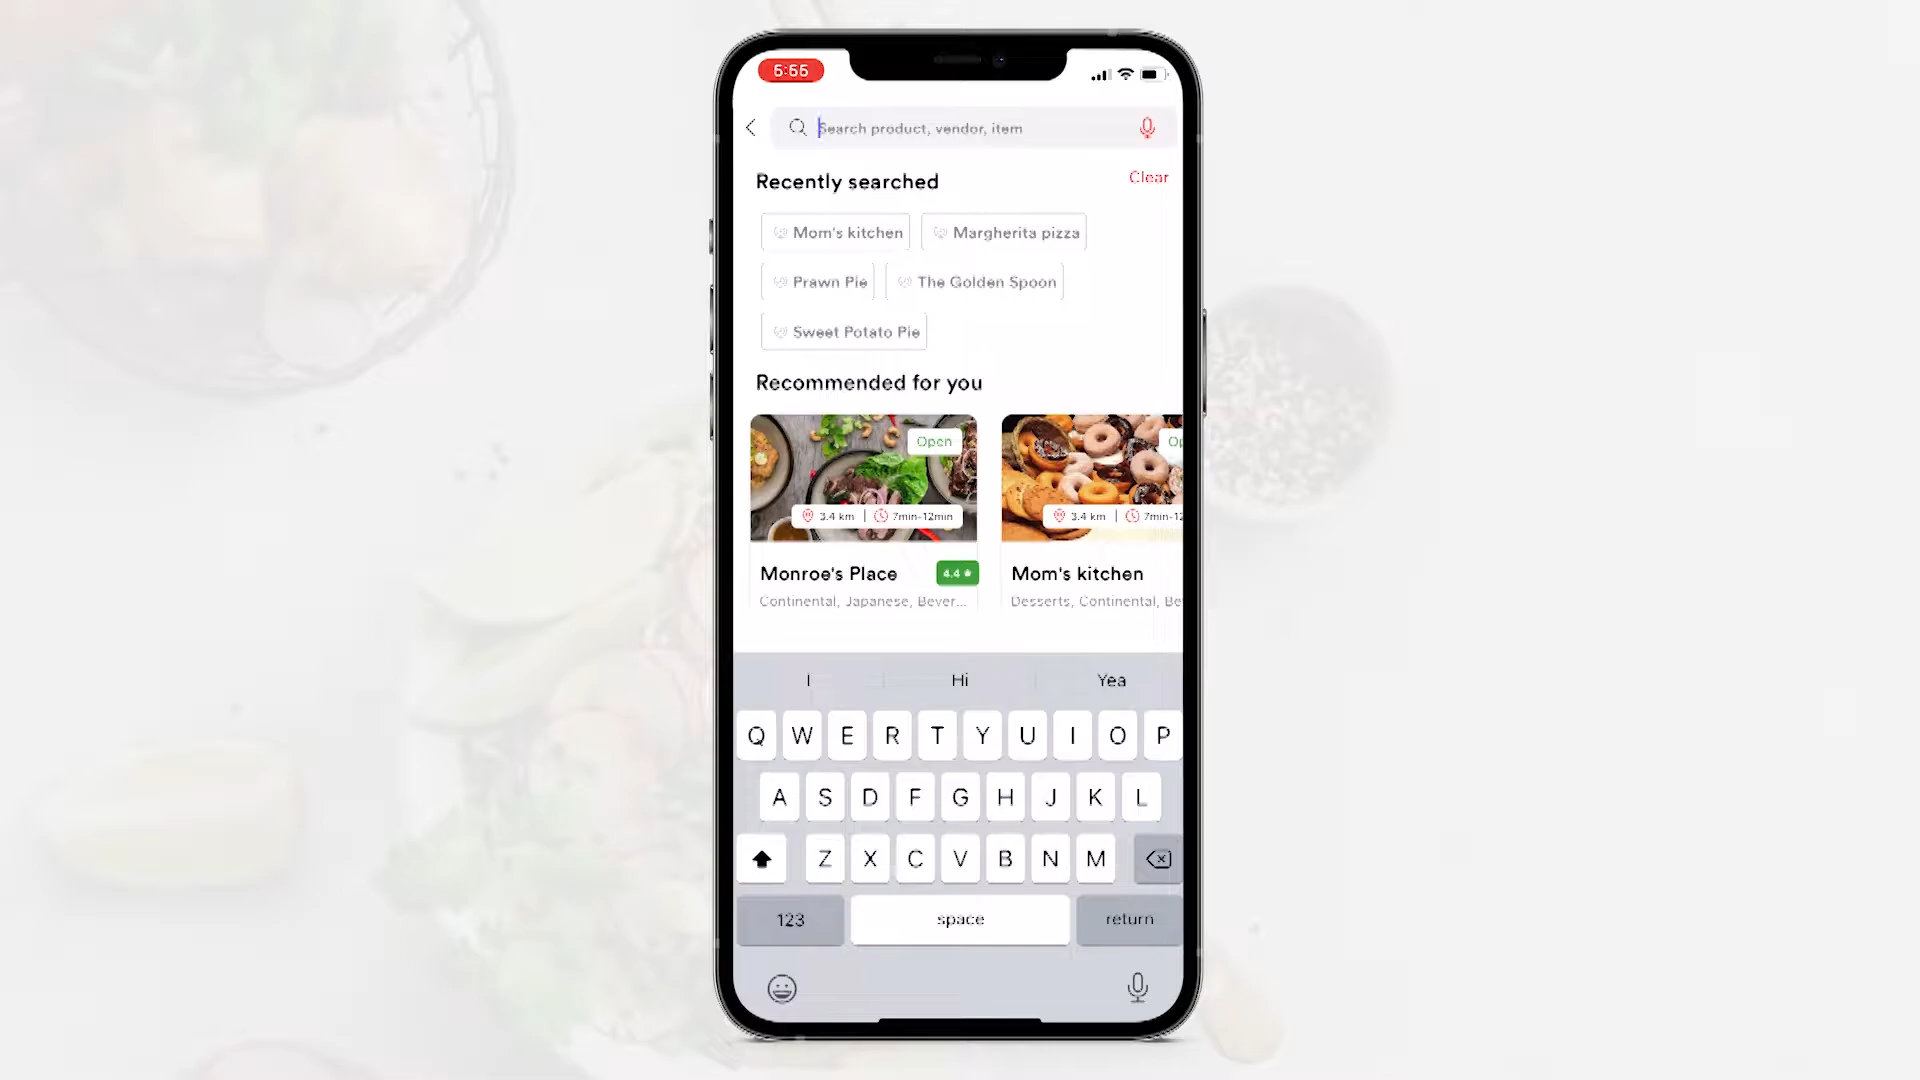 5:55
Search product, vendor, item
Recently searched
Clear
Mom's kitchen
Margherita pizza
Prawn Pie
The Golden Spoon
Sweet Potato Pie
Recommended for you
Open
3.4 km | 7min-12min
Op
3.4 km | 7min-12
Monroe's Place
4.4
Mom's kitchen
Continental, Japanese, Bever...
Desserts, Continental, Be
I
Hi
Yea
Q W E R T Y U I O P
A S D F G H J K L
Z X C V B N M
123
space
return